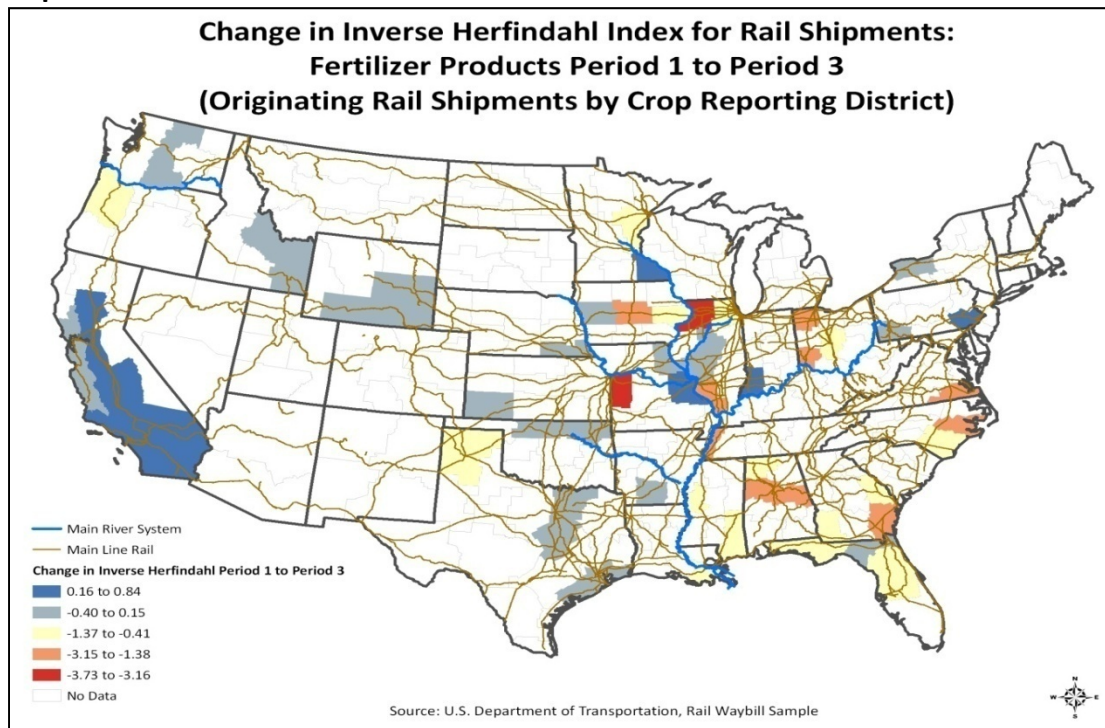 Change in Inverse Herfindahl Index for Rail Shipments:
Fertilizer Products Period 1 to Period 3
(Originating Rail Shipments by Crop Reporting District)
Main River System
Main Line Rail
Change in Inverse Herfindahl Period 1 to Period 3
0.16 to 0.84
-0.40 to 0.15
-1.37 to -0.41
-3.15 to -1.38
-3.73 to -3.16
No Data
Source: U.S. Department of Transportation, Rail Waybill Sample
N
W E
S